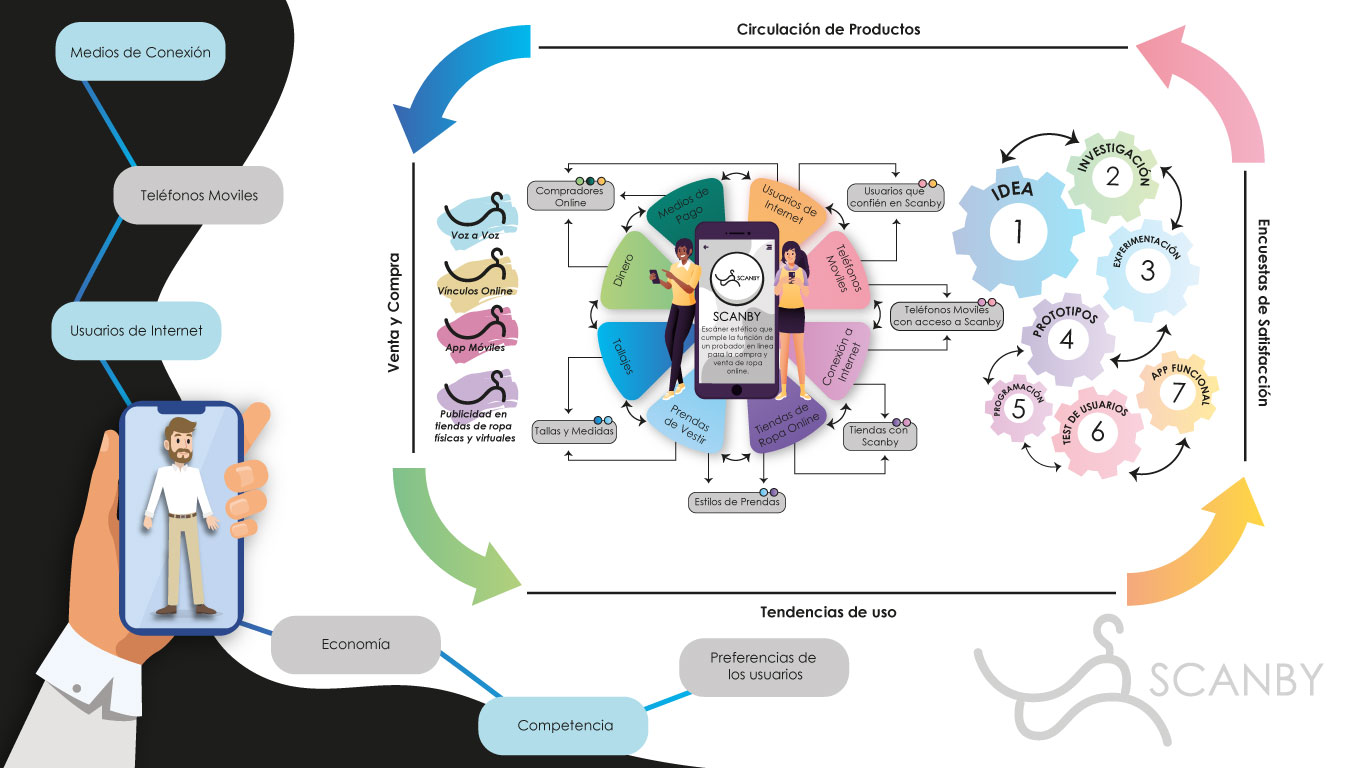 Medios de Conexión
Teléfonos Moviles
Usuarios de Internet
Economía
Competencia
Preferencias de
los usuarios
Circulación de Productos
Venta y Compra
Tendencias de uso
Encuestas de Satisfacción
Voz a Voz
Vínculos Online
App Móviles
Publicidad en
tiendas de ropa
físicas y virtuales
Compradores
Online
Usuarios que
confíen en Scanby
Teléfonos Moviles
con acceso a Scanby
Tiendas con
Scanby
Estilos de Prendas
Tallas y Medidas
Medios de
Pago
Usuarios de
Internet
Teléfonos
Moviles
Conexión a
Internet
Tiendas de
Ropa Online
Prendas
de Vestir
Tallajes
Dinero
SCANBY
SCANBY
Escáner estético que
cumple la función de
un probador en línea
para la compra y
venta de ropa
online.
IDEA
1
INVESTIGACIÓN
2
EXPERIMENTACIÓN
3
PROTOTIPOS
4
PROGRAMACIÓN
5
TEST DE USUARIOS
6
APP FUNCIONAL
7
SCANBY